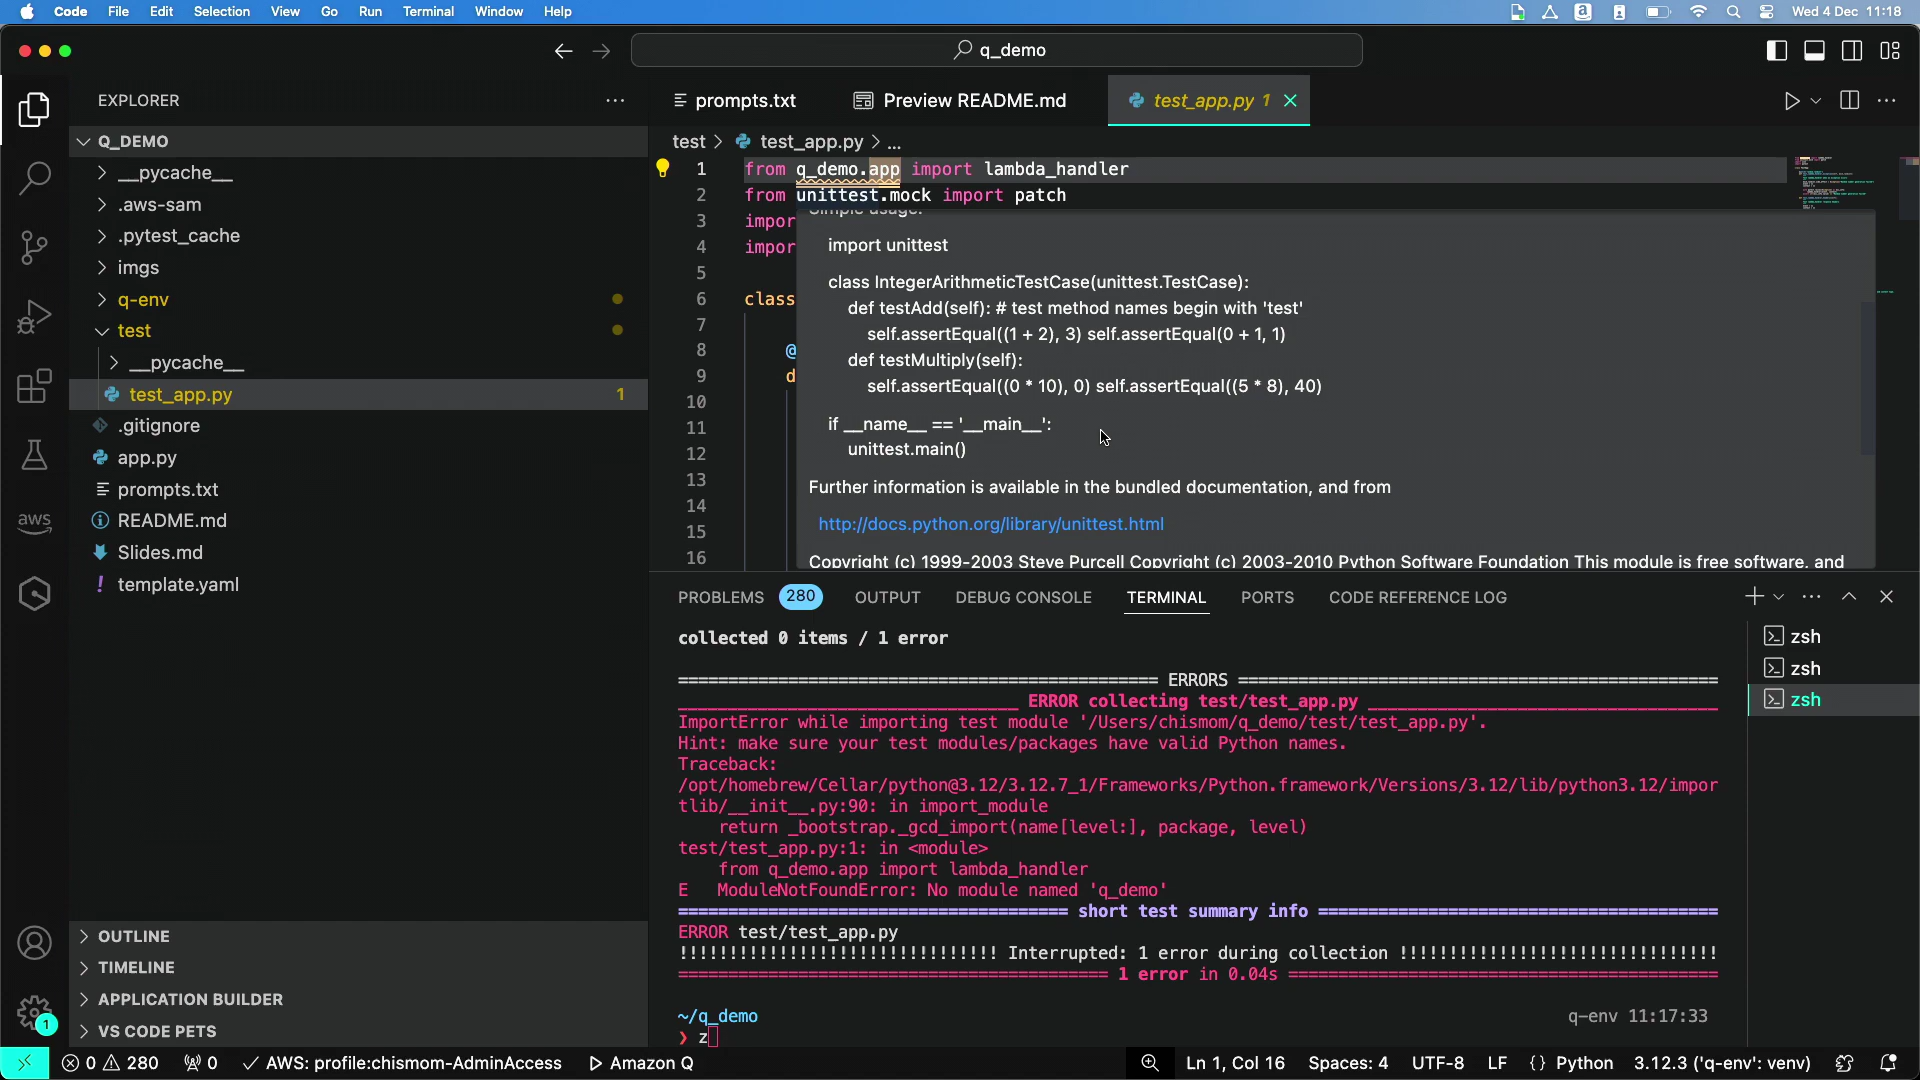 Code File Edit Selection View Go Run Terminal Window Help
Wed 4 Dec 11:18
q_demo
EXPLORER
Q_DEMO
__pycache__
.aws-sam
.pytest_cache
imgs
q-env
test
__pycache__
test_app.py 1
.gitignore
app.py
prompts.txt
README.md
Slides.md
template.yaml
aws
1
OUTLINE
TIMELINE
APPLICATION BUILDER
VS CODE PETS
prompts.txt Preview README.md test_app.py 1
test > test_app.py > ...
1 from q_demo.app import lambda_handler
2 from unittest.mock import patch
3 impor
4 impor
5
6 class
7
8 @
9 d
10
11
12
13
14
15
16
Simple usage:
import unittest
class IntegerArithmeticTestCase(unittest.TestCase):
def testAdd(self): # test method names begin with 'test'
self.assertEqual((1 + 2), 3) self.assertEqual(0 + 1, 1)
def testMultiply(self):
self.assertEqual((0 * 10), 0) self.assertEqual((5 * 8), 40)
if __name__ == '__main__':
unittest.main()
Further information is available in the bundled documentation, and from
http://docs.python.org/library/unittest.html
Copyright (c) 1999-2003 Steve Purcell Copyright (c) 2003-2010 Python Software Foundation This module is free software, and
PROBLEMS 280 OUTPUT DEBUG CONSOLE TERMINAL PORTS CODE REFERENCE LOG
collected 0 items / 1 error
ERRORS
ERROR collecting test/test_app.py
ImportError while importing test module '/Users/chismom/q_demo/test/test_app.py'.
Hint: make sure your test modules/packages have valid Python names.
Traceback:
/opt/homebrew/Cellar/python@3.12/3.12.7_1/Frameworks/Python.framework/Versions/3.12/lib/python3.12/impor
tlib/__init__.py:90: in import_module
return _bootstrap._gcd_import(name[level:], package, level)
test/test_app.py:1: in <module>
from q_demo.app import lambda_handler
E ModuleNotFoundError: No module named 'q_demo'
short test summary info
ERROR test/test_app.py
!!!!!!!!!!!!!!!!!!!!!!!!!!!!!!!! Interrupted: 1 error during collection !!!!!!!!!!!!!!!!!!!!!!!!!!!!!!!!
1 error in 0.04s
~/q_demo q-env 11:17:33
❯ z
zsh
zsh
zsh
0 280 0 AWS: profile:chismom-AdminAccess Amazon Q Ln 1, Col 16 Spaces: 4 UTF-8 LF {} Python 3.12.3 ('q-env': venv)